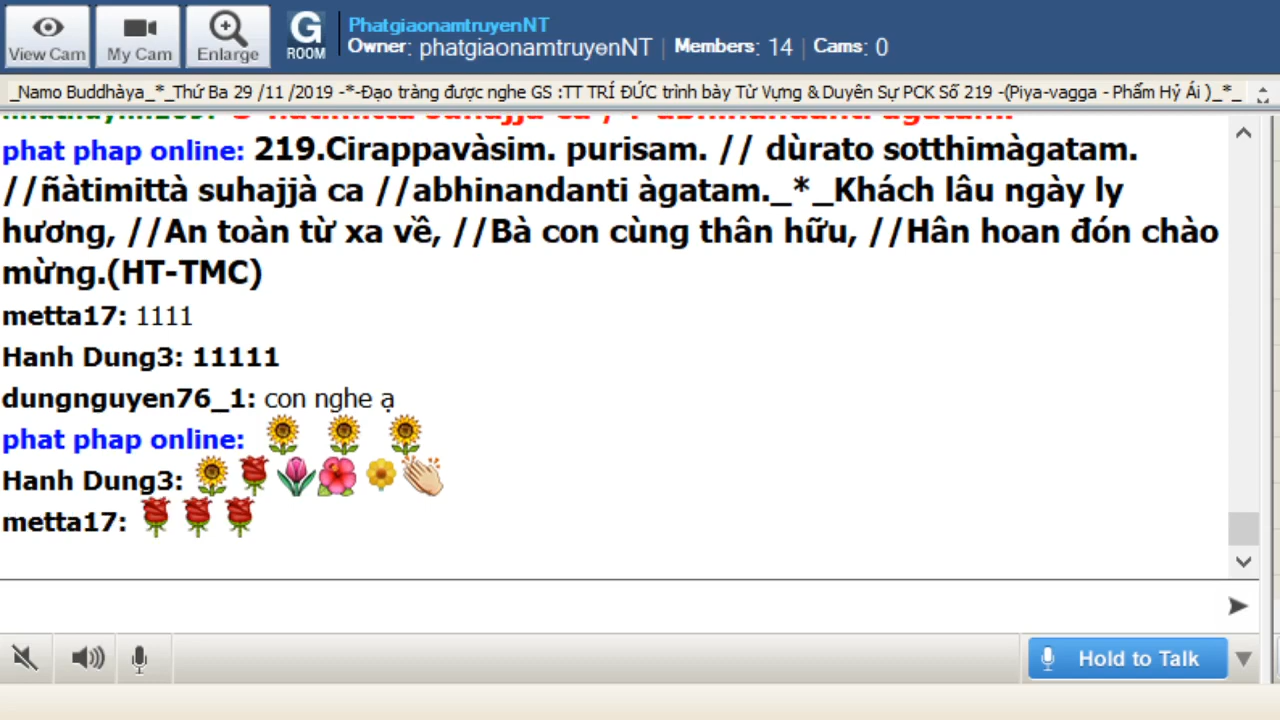 View Cam
My Cam
Enlarge
G
ROOM
PhatgiaonamtruyenNT
Owner: phatgiaonamtruyenNT | Members: 14 | Cams: 0
_Namo Buddhàya_*_Thứ Ba 29 /11 /2019 -*-Đạo tràng được nghe GS :TT TRÍ ĐỨC trình bày Từ Vựng & Duyên Sự PCK Số 219 -(Piya-vagga - Phẩm Hỷ Ái )_*_
phat phap online: 219.Cirappavàsim. purisam. // dùrato sotthimàgatam.
//ñàtimittà suhajjà ca //abhinandanti àgatam._*_Khách lâu ngày ly
hương, //An toàn từ xa về, //Bà con cùng thân hữu, //Hân hoan đón chào
mừng.(HT-TMC)
metta17: 1111
Hanh Dung3: 11111
dungnguyen76_1: con nghe ạ
phat phap online:
Hanh Dung3:
metta17:
Hold to Talk